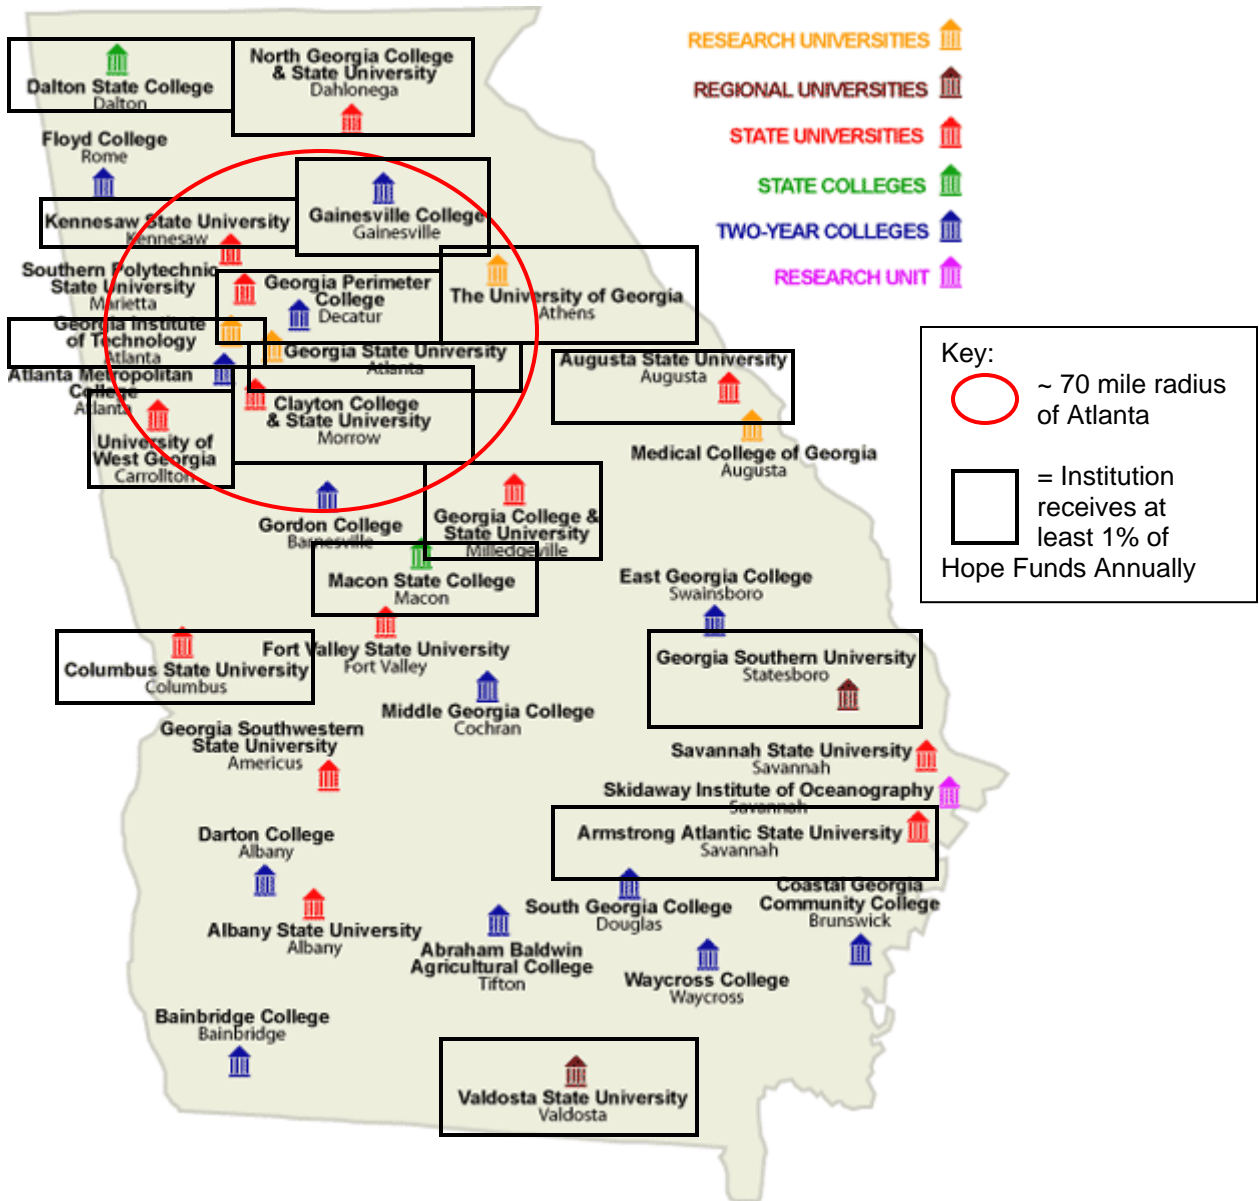 RESEARCH UNIVERSITIES
REGIONAL UNIVERSITIES
STATE UNIVERSITIES
STATE COLLEGES
TWO-YEAR COLLEGES
RESEARCH UNIT
Key:
~ 70 mile radius
of Atlanta
= Institution
receives at
least 1% of
Hope Funds Annually
Dalton State College
Dalton
North Georgia College
& State University
Dahlonega
Floyd College
Rome
Kennesaw State University
Kennesaw
Gainesville College
Gainesville
Southern Polytechnic
State University
Marietta
Georgia Perimeter
College
Decatur
The University of Georgia
Athens
Georgia Institute
of Technology
Atlanta
Georgia State University
Atlanta
Atlanta Metropolitan
College
Atlanta
Augusta State University
Augusta
Clayton College
& State University
Morrow
University of
West Georgia
Carrollton
Medical College of Georgia
Augusta
Gordon College
Barnesville
Georgia College &
State University
Milledgeville
Macon State College
Macon
East Georgia College
Swainsboro
Fort Valley State University
Fort Valley
Columbus State University
Columbus
Georgia Southern University
Statesboro
Middle Georgia College
Cochran
Georgia Southwestern
State University
Americus
Savannah State University
Savannah
Skidaway Institute of Oceanography
Savannah
Armstrong Atlantic State University
Savannah
Darton College
Albany
Albany State University
Albany
South Georgia College
Douglas
Coastal Georgia
Community College
Brunswick
Abraham Baldwin
Agricultural College
Tifton
Waycross College
Waycross
Bainbridge College
Bainbridge
Valdosta State University
Valdosta